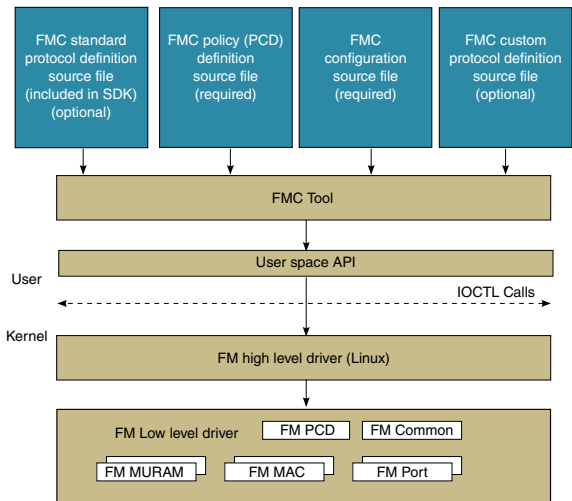 FMC standard
protocol definition
source file
(included in SDK)
(optional)
FMC policy (PCD)
definition
source file
(required)
FMC
configuration
source file
(required)
FMC custom
protocol definition
source file
(optional)
FMC Tool
User space API
User
IOCTL Calls
Kernel
FM high level driver (Linux)
FM Low level driver
FM PCD
FM Common
FM MURAM
FM MAC
FM Port